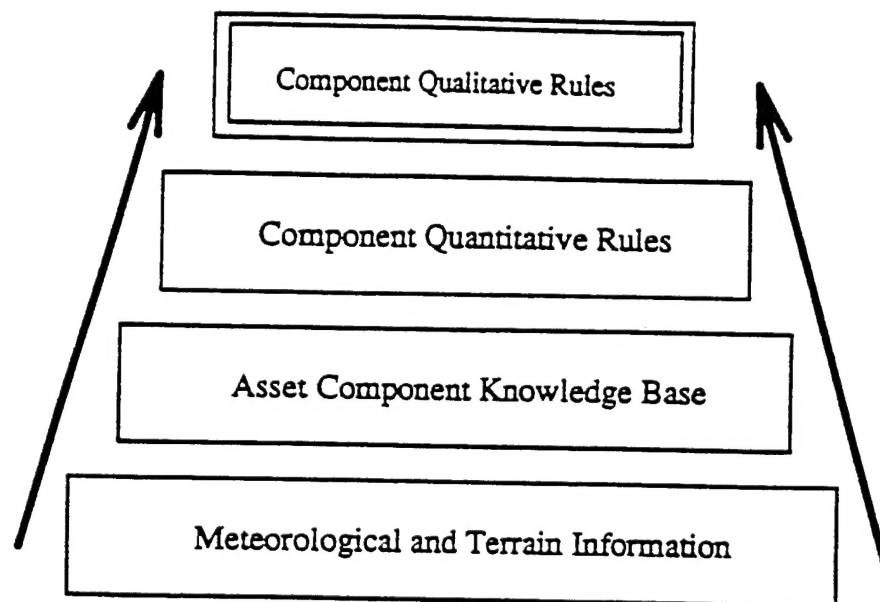 Component Qualitative Rules
Component Quantitative Rules
Asset Component Knowledge Base
Meteorological and Terrain Information